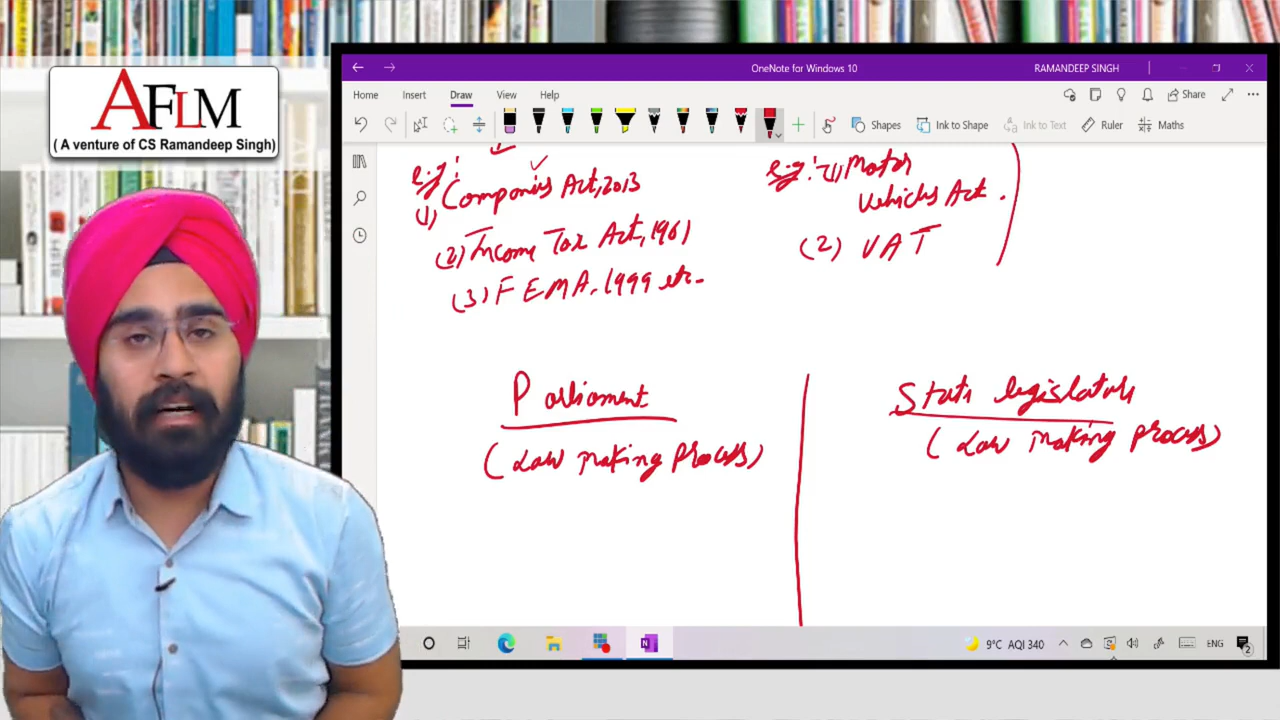 AFLM
( A venture of CS Ramandeep Singh)
OneNote for Windows 10
RAMANDEEP SINGH
Home
Insert
Draw
View
Help
Share
Shapes
Ink to Shape
Ink to Text
Ruler
Maths
e.g:
(1) Companies Act, 2013
(2) Income Tax Act, 1961
(3) FEMA, 1999 etc.
e.g: (1) Motor
Vehicles Act.
(2) VAT
Parliament
(Law making Process)
State legislature
(Law making Process)
9°C AQI 340
ENG
2